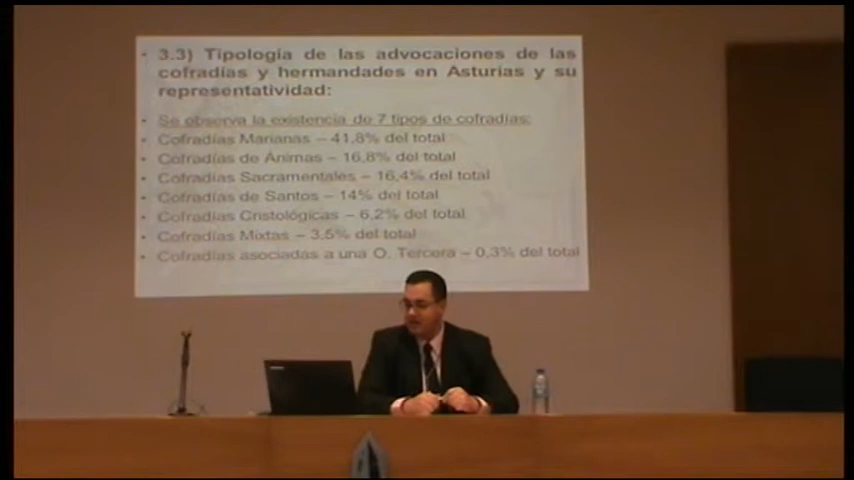 • 3.3) Tipología de las advocaciones de las
cofradías y hermandades en Asturias y su
representatividad:
• Se observa la existencia de 7 tipos de cofradías:
• Cofradías Marianas – 41,8% del total
• Cofradías de Ánimas – 16,8% del total
• Cofradías Sacramentales – 16,4% del total
• Cofradías de Santos – 14% del total
• Cofradías Cristológicas – 6,2% del total
• Cofradías Mixtas – 3,5% del total
• Cofradías asociadas a una O. Tercera – 0,3% del total